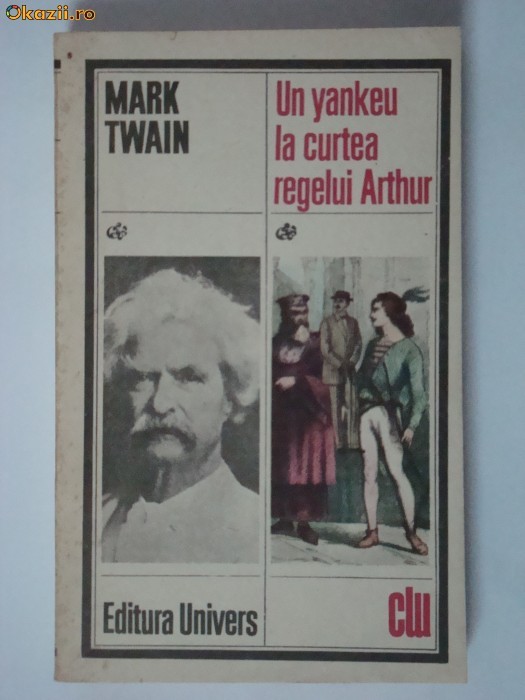 Okazii.ro
MARK
TWAIN
Un yankeu
la curtea
regelui Arthur
Editura Univers
clu